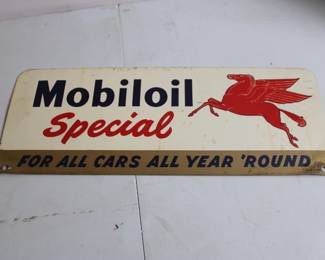 Mobiloil
Special
FOR ALL CARS ALL YEAR 'ROUND